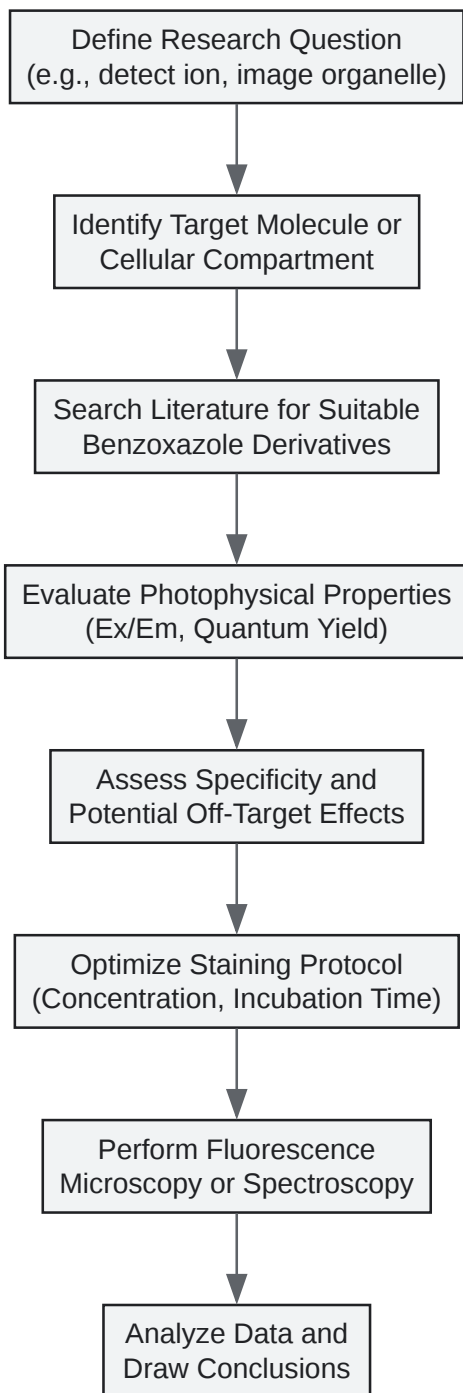 Define Research Question
(e.g., detect ion, image organelle)
Identify Target Molecule or
Cellular Compartment
Search Literature for Suitable
Benzoxazole Derivatives
Evaluate Photophysical Properties
(Ex/Em, Quantum Yield)
Assess Specificity and
Potential Off-Target Effects
Optimize Staining Protocol
(Concentration, Incubation Time)
Perform Fluorescence
Microscopy or Spectroscopy
Analyze Data and
Draw Conclusions